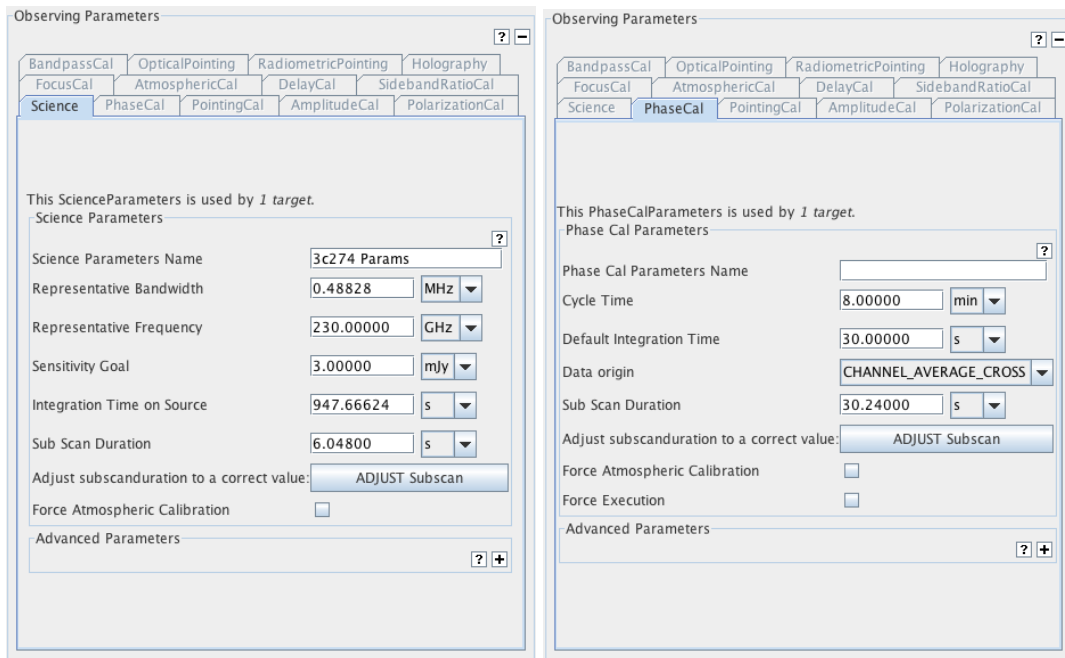 Observing Parameters
? −
BandpassCal OpticalPointing RadiometricPointing Holography
FocusCal AtmosphericCal DelayCal SidebandRatioCal
Science PhaseCal PointingCal AmplitudeCal PolarizationCal
This ScienceParameters is used by 1 target.
Science Parameters
?
Science Parameters Name 3c274 Params
Representative Bandwidth 0.48828 MHz
Representative Frequency 230.00000 GHz
Sensitivity Goal 3.00000 mJy
Integration Time on Source 947.66624 s
Sub Scan Duration 6.04800 s
Adjust subscanduration to a correct value: ADJUST Subscan
Force Atmospheric Calibration
Advanced Parameters
? +
Observing Parameters
? −
BandpassCal OpticalPointing RadiometricPointing Holography
FocusCal AtmosphericCal DelayCal SidebandRatioCal
Science PhaseCal PointingCal AmplitudeCal PolarizationCal
This PhaseCalParameters is used by 1 target.
Phase Cal Parameters
?
Phase Cal Parameters Name
Cycle Time 8.00000 min
Default Integration Time 30.00000 s
Data origin CHANNEL_AVERAGE_CROSS
Sub Scan Duration 30.24000 s
Adjust subscanduration to a correct value: ADJUST Subscan
Force Atmospheric Calibration
Force Execution
Advanced Parameters
? +